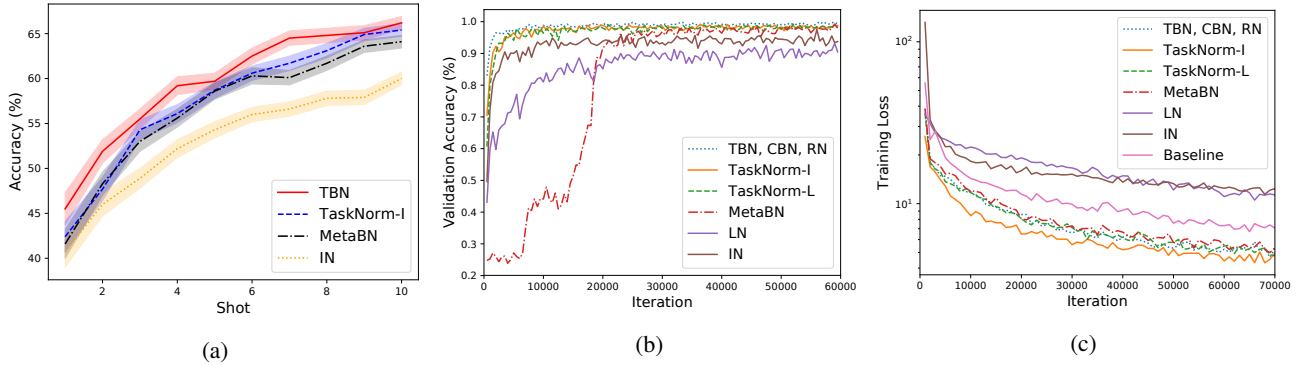 65
60
55
50
45
40
Accuracy (%)
2
4
6
8
10
Shot
TBN
TaskNorm-I
MetaBN
IN
(a)
1.0
0.9
0.8
0.7
0.6
0.5
0.4
0.3
0.2
Validation Accuracy (%)
0
10000
20000
30000
40000
50000
60000
Iteration
TBN, CBN, RN
TaskNorm-I
TaskNorm-L
MetaBN
LN
IN
(b)
10²
10¹
Training Loss
0
10000
20000
30000
40000
50000
60000
70000
Iteration
TBN, CBN, RN
TaskNorm-I
TaskNorm-L
MetaBN
LN
IN
Baseline
(c)